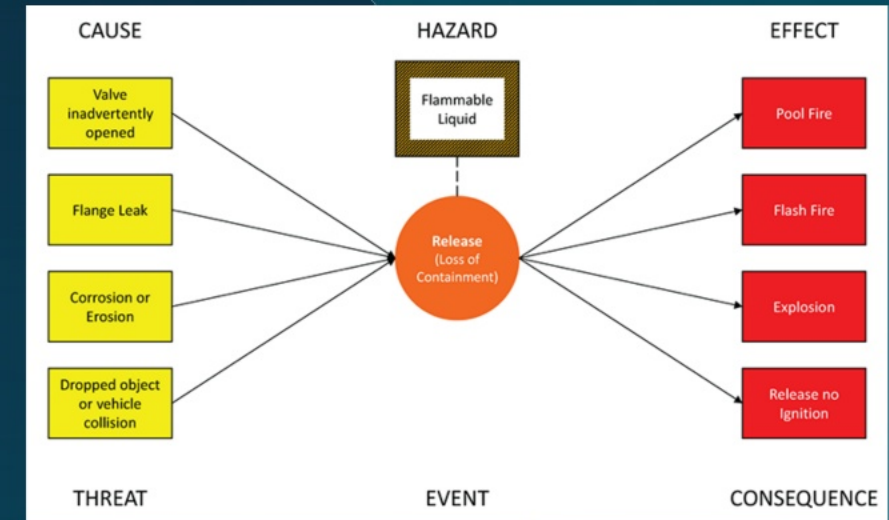 CAUSE
HAZARD
EFFECT
Valve
inadvertently
opened
Flammable
Liquid
Pool Fire
Flange Leak
Flash Fire
Release
(Loss of
Containment)
Corrosion or
Erosion
Explosion
Dropped object
or vehicle
collision
Release no
Ignition
THREAT
EVENT
CONSEQUENCE